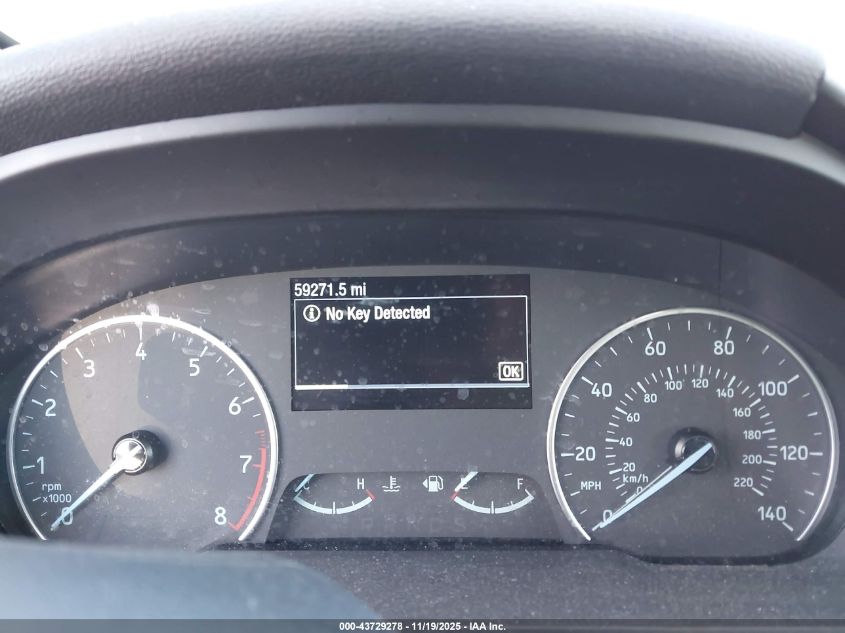 59271.5 mi
No Key Detected
OK
1 2 3 4 5 6 7 8
rpm
x1000
H
E F
0 20 40 60 80 100 120 140
MPH
0 20 40 60 80 100 120 140 160 180 200 220
km/h
000-43729278 - 11/19/2025 - IAA Inc.